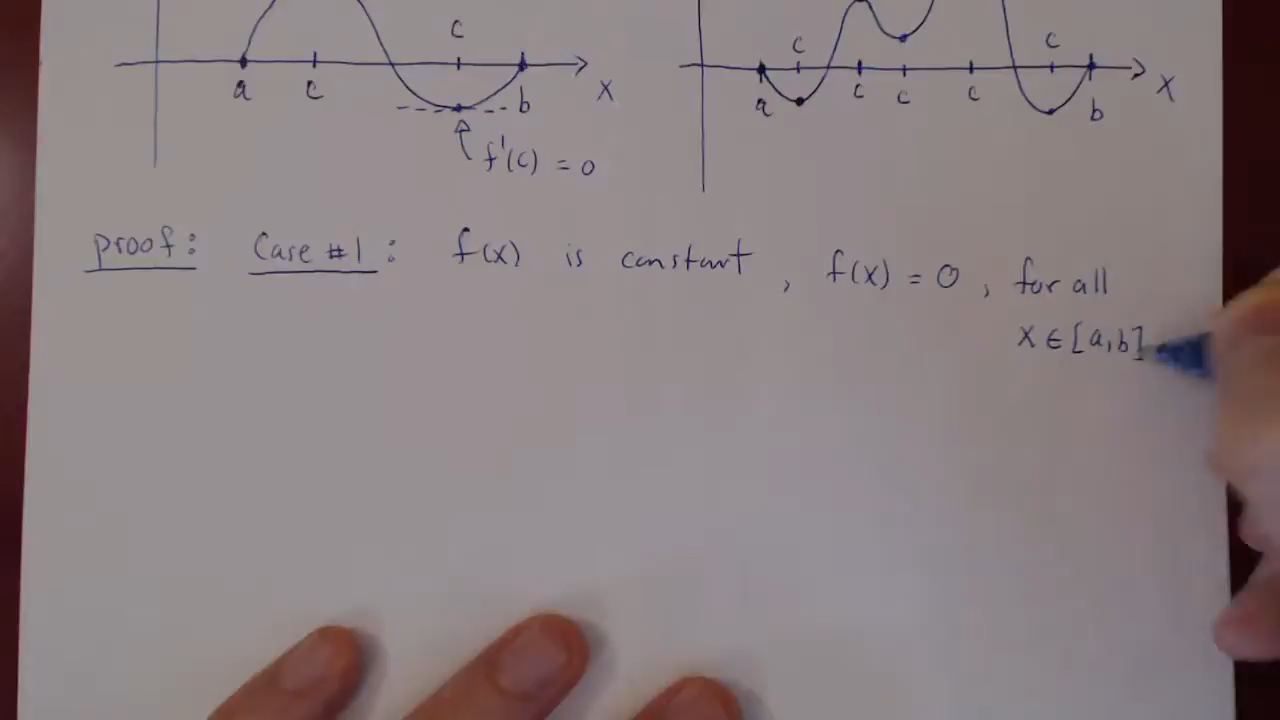 c
a c b x
f'(c) = 0
c c
a c c c b x
proof: Case #1: f(x) is constant, f(x) = 0, for all
x ∈ [a,b]